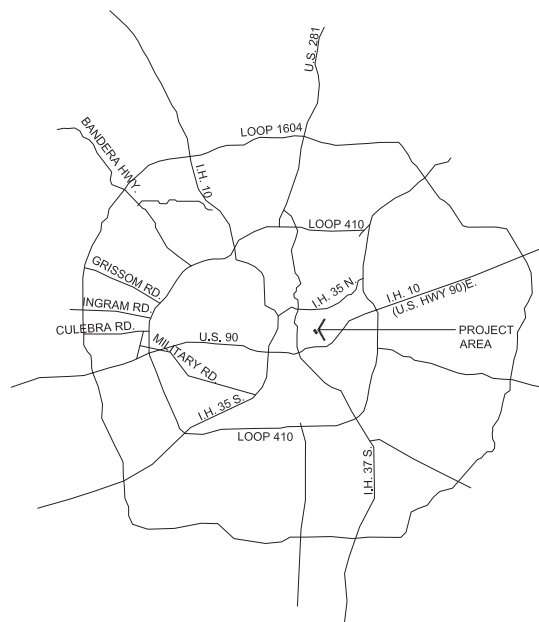 U.S. 281
LOOP 1604
BANDERA HWY.
I.H. 10
LOOP 410
GRISSOM RD.
I.H. 35 N.
I.H. 10
(U.S. HWY 90)E.
INGRAM RD.
CULEBRA RD.
U.S. 90
MILITARY RD.
PROJECT
AREA
I.H. 35 S.
LOOP 410
I.H. 37 S.